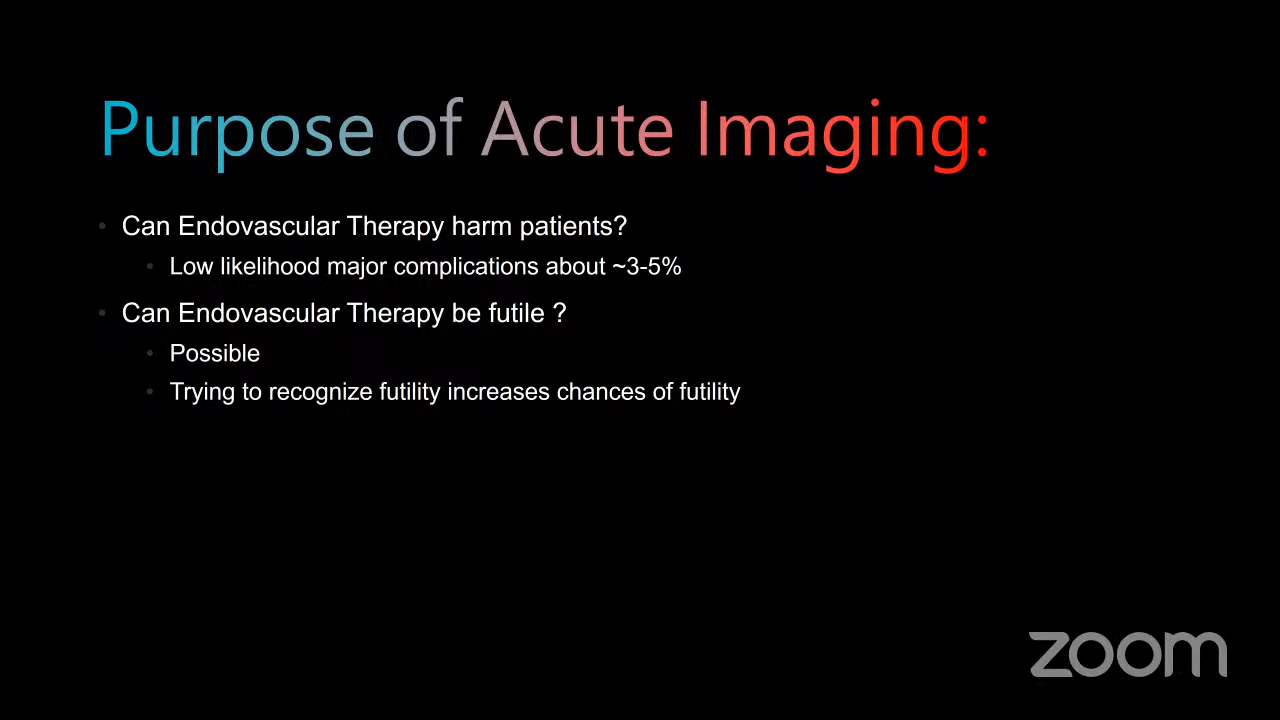 Purpose of Acute Imaging:
Can Endovascular Therapy harm patients?
Low likelihood major complications about ~3-5%
Can Endovascular Therapy be futile ?
Possible
Trying to recognize futility increases chances of futility
zoom